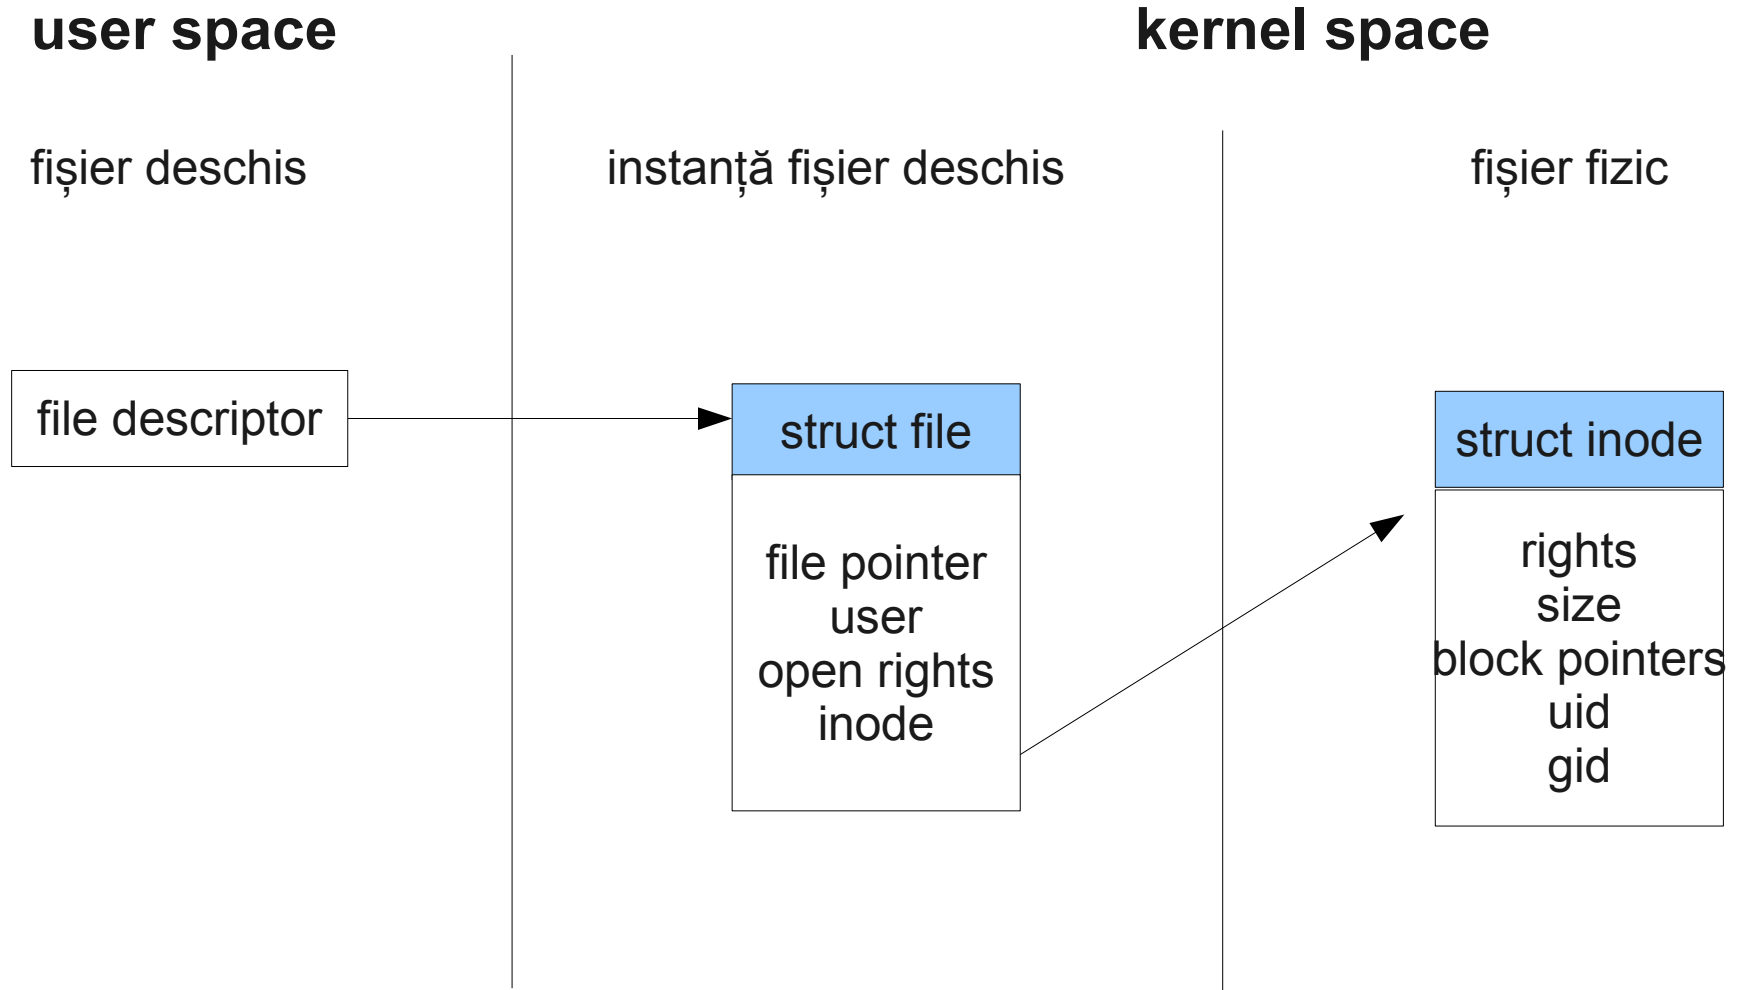 user space
kernel space
fișier deschis
instanță fișier deschis
fișier fizic
file descriptor
struct file
file pointer
user
open rights
inode
struct inode
rights
size
block pointers
uid
gid